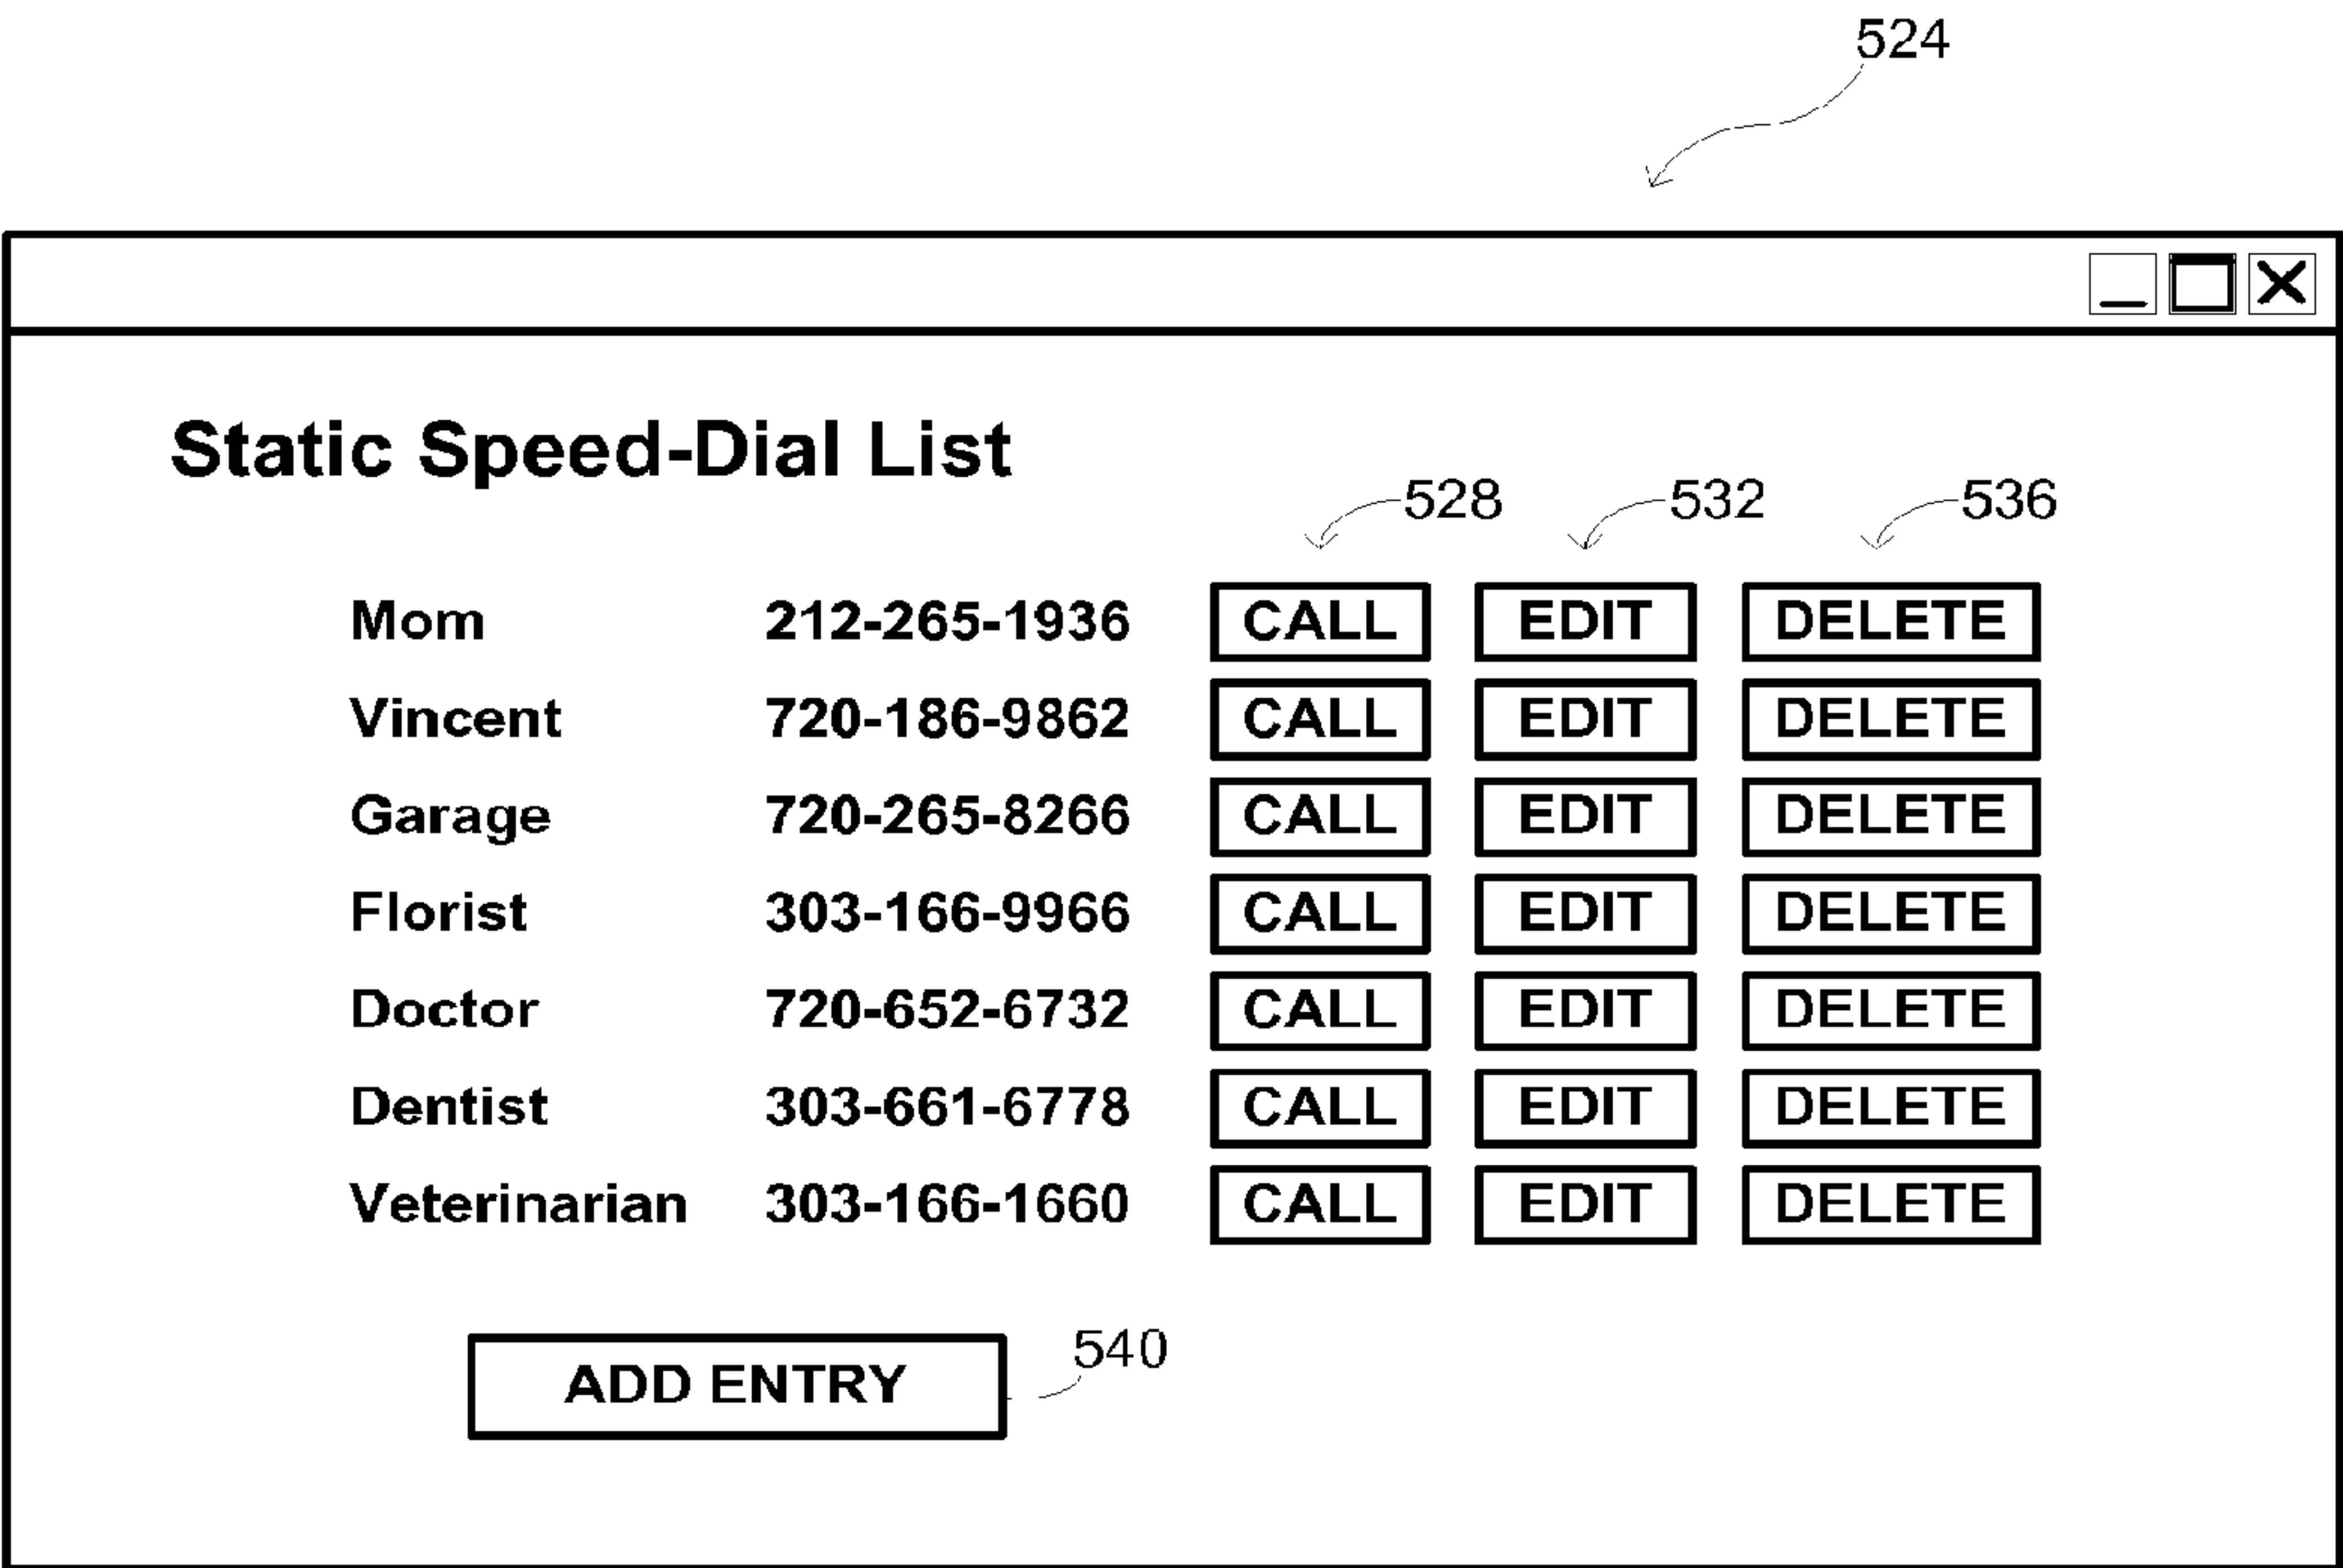 524
Static Speed-Dial List
528 532 536
Mom 212-265-1936 CALL EDIT DELETE
Vincent 720-186-9862 CALL EDIT DELETE
Garage 720-265-8266 CALL EDIT DELETE
Florist 303-166-9966 CALL EDIT DELETE
Doctor 720-652-6732 CALL EDIT DELETE
Dentist 303-661-6778 CALL EDIT DELETE
Veterinarian 303-166-1660 CALL EDIT DELETE
ADD ENTRY 540